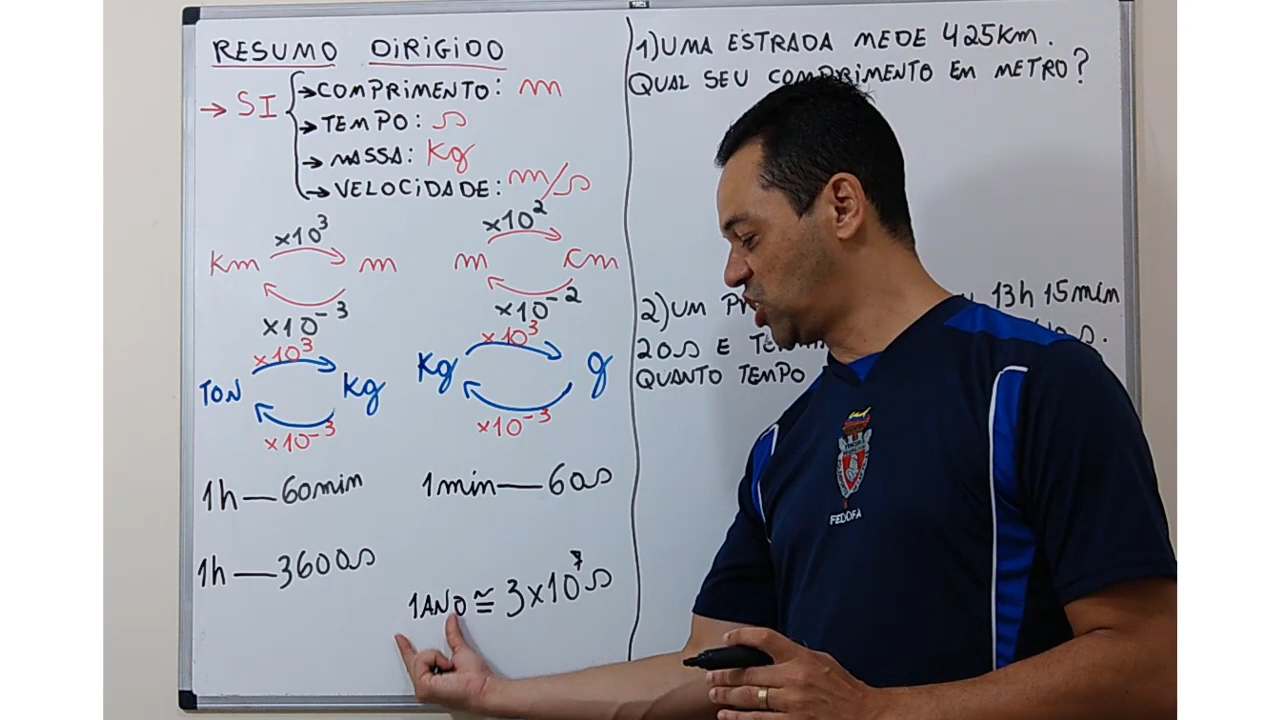 RESUMO DIRIGIDO
→ SI
→ COMPRIMENTO: m
→ TEMPO: s
→ MASSA: Kg
→ VELOCIDADE: m/s
×10³
Km m
×10⁻³
×10²
m Cm
×10⁻²
×10³
TON Kg
×10⁻³
×10³
Kg g
×10⁻³
1h — 60min
1min — 60s
1h — 3600s
1ANO ≅ 3×10⁷s
1) UMA ESTRADA MEDE 425Km.
QUAL SEU COMPRIMENTO EM METRO?
2) UM 13h 15min
20s E
QUANTO TEMPO
FEDDFA